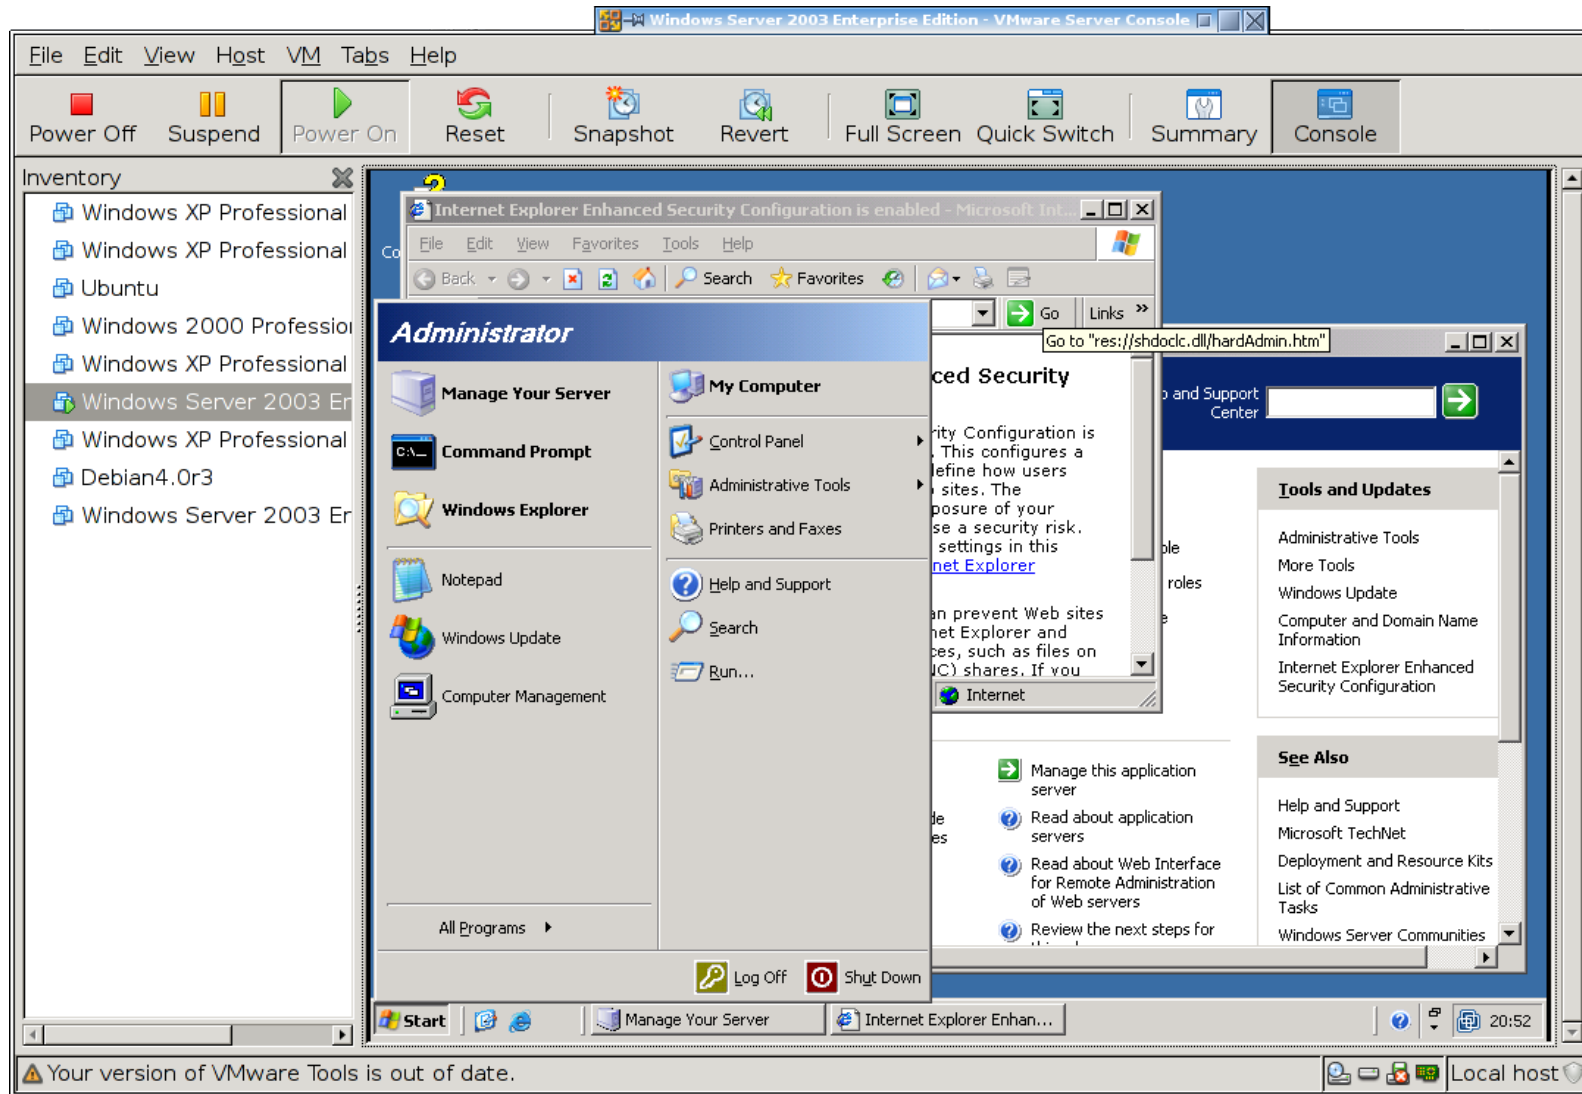 Windows Server 2003 Enterprise Edition - VMware Server Console
File Edit View Host VM Tabs Help
Power Off Suspend Power On Reset Snapshot Revert Full Screen Quick Switch Summary Console
Inventory
Windows XP Professional
Windows XP Professional
Ubuntu
Windows 2000 Profession
Windows XP Professional
Windows Server 2003 En
Windows XP Professional
Debian4.0r3
Windows Server 2003 Er
Co
Internet Explorer Enhanced Security Configuration is enabled - Microsoft Int...
File Edit View Favorites Tools Help
Back Search Favorites
Go Links »
Go to "res://shdoclc.dll/hardAdmin.htm"
Administrator
Manage Your Server
Command Prompt
Windows Explorer
Notepad
Windows Update
Computer Management
All Programs
My Computer
Control Panel
Administrative Tools
Printers and Faxes
Help and Support
Search
Run...
Log Off Shut Down
ced Security
rity Configuration is
. This configures a
define how users
sites. The
posure of your
se a security risk.
settings in this
net Explorer
an prevent Web sites
net Explorer and
ces, such as files on
NC) shares. If you
Internet
and Support
Center
ole
roles
Tools and Updates
Administrative Tools
More Tools
Windows Update
Computer and Domain Name
Information
Internet Explorer Enhanced
Security Configuration
See Also
Help and Support
Microsoft TechNet
Deployment and Resource Kits
List of Common Administrative
Tasks
Windows Server Communities
de
es
Manage this application
server
Read about application
servers
Read about Web Interface
for Remote Administration
of Web servers
Review the next steps for
Start Manage Your Server Internet Explorer Enhan... 20:52
Your version of VMware Tools is out of date.
Local host